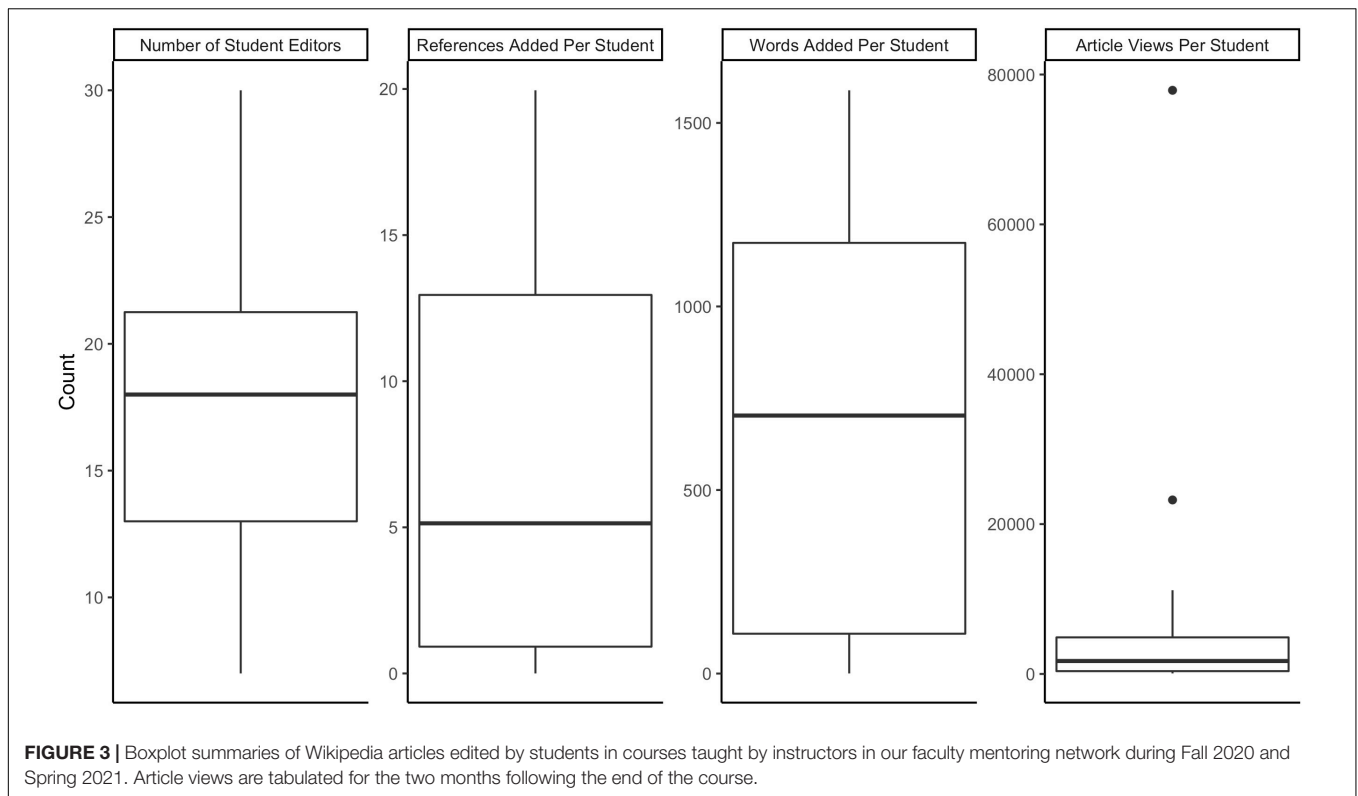 Number of Student Editors
References Added Per Student
Words Added Per Student
Article Views Per Student
Count
30
25
20
15
10
20
15
10
5
0
1500
1000
500
0
80000
60000
40000
20000
0
FIGURE 3 | Boxplot summaries of Wikipedia articles edited by students in courses taught by instructors in our faculty mentoring network during Fall 2020 and
Spring 2021. Article views are tabulated for the two months following the end of the course.